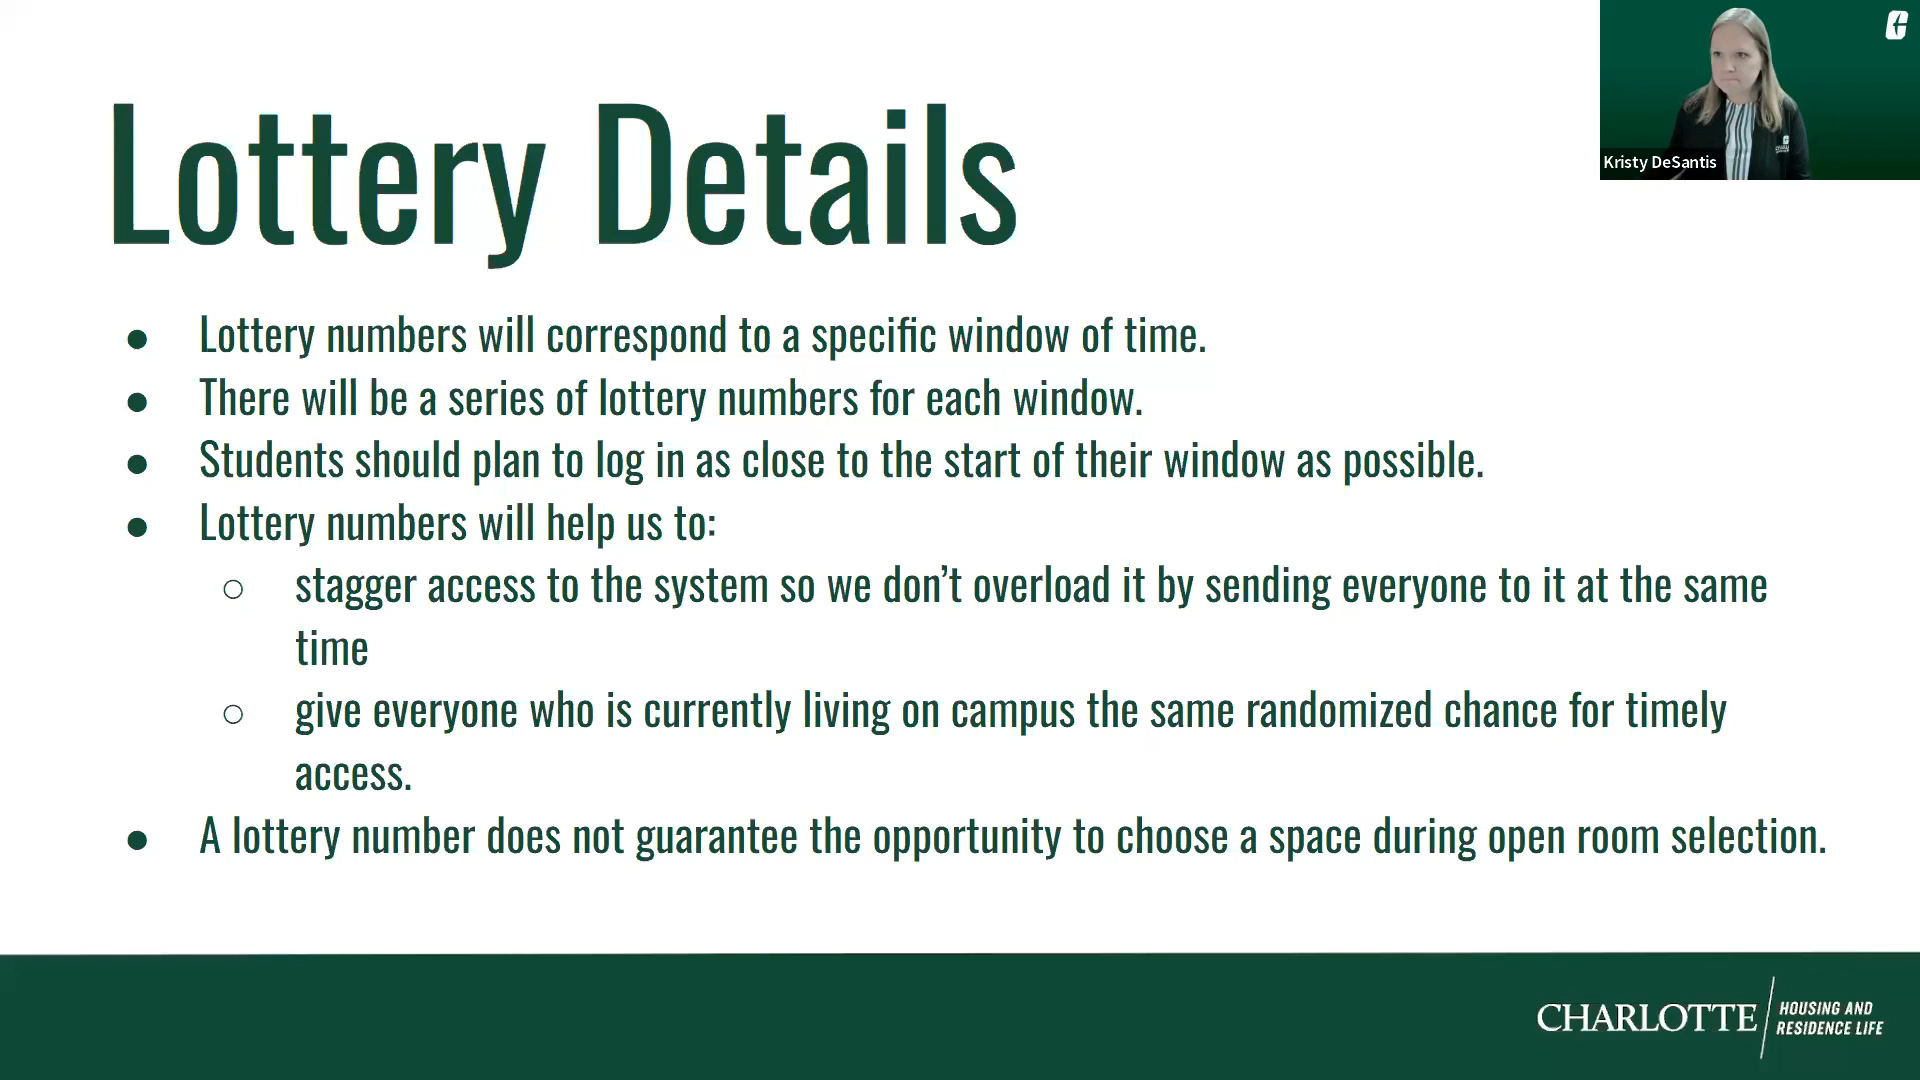 Lottery Details
Kristy DeSantis
● Lottery numbers will correspond to a specific window of time.
● There will be a series of lottery numbers for each window.
● Students should plan to log in as close to the start of their window as possible.
● Lottery numbers will help us to:
○ stagger access to the system so we don’t overload it by sending everyone to it at the same
time
○ give everyone who is currently living on campus the same randomized chance for timely
access.
● A lottery number does not guarantee the opportunity to choose a space during open room selection.
CHARLOTTE
HOUSING AND
RESIDENCE LIFE